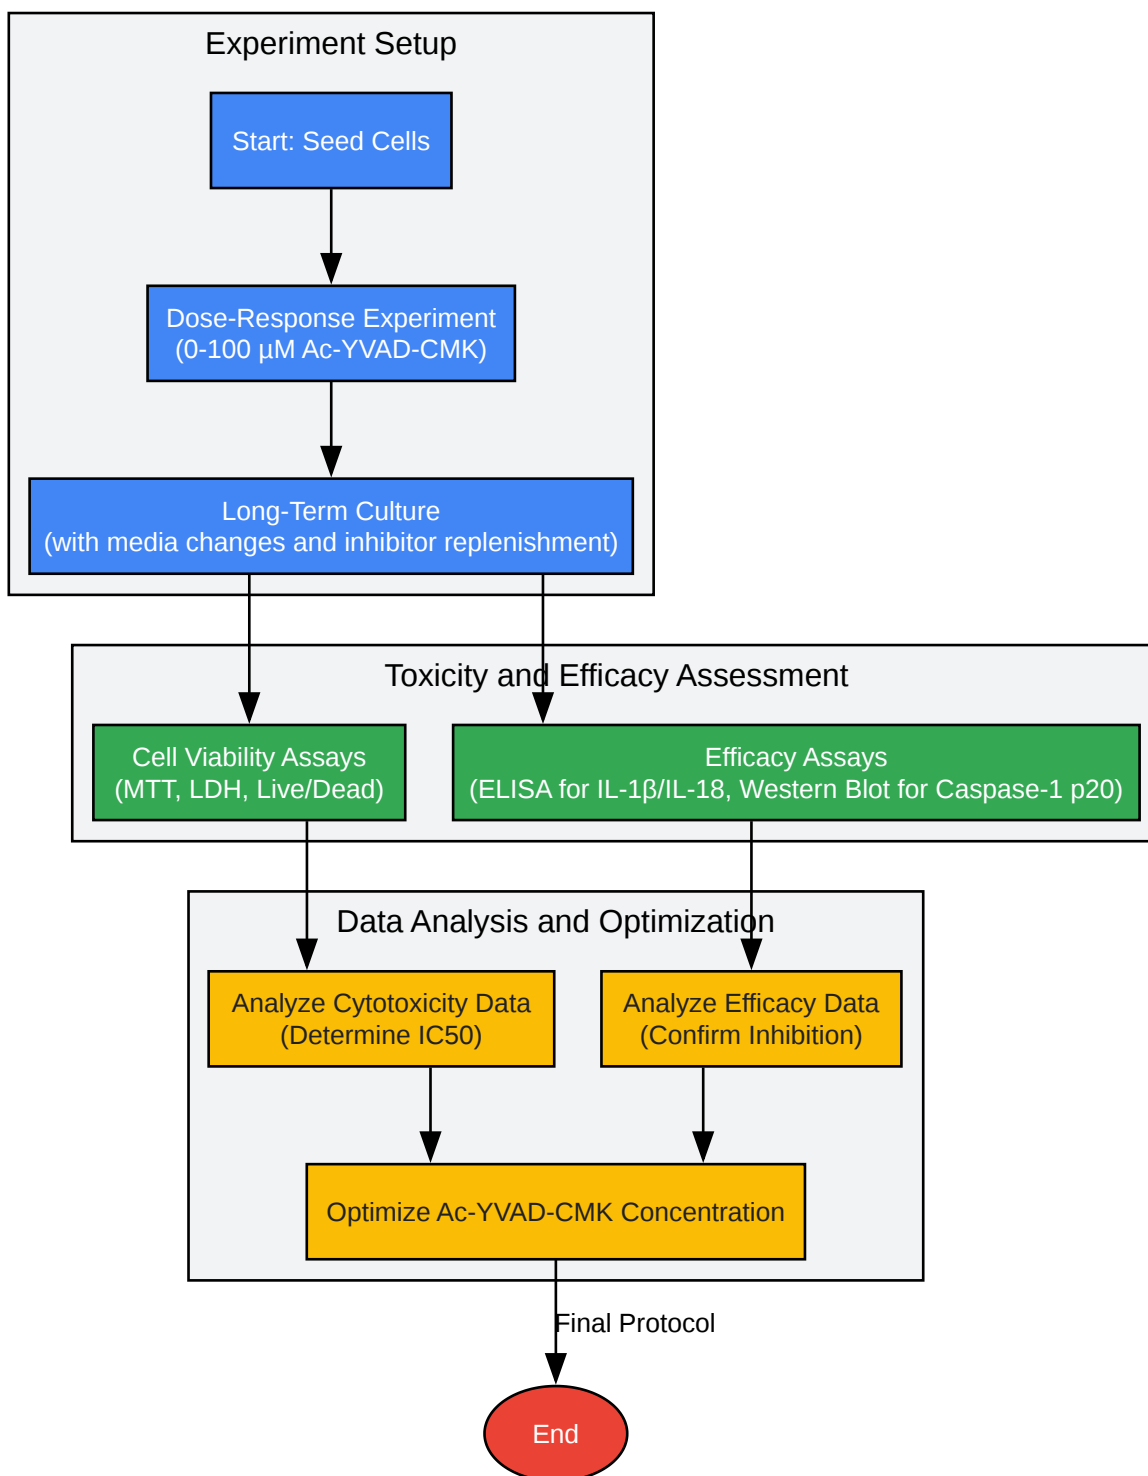 Experiment Setup
Start: Seed Cells
Dose-Response Experiment
(0-100 µM Ac-YVAD-CMK)
Long-Term Culture
(with media changes and inhibitor replenishment)
Toxicity and Efficacy Assessment
Cell Viability Assays
(MTT, LDH, Live/Dead)
Efficacy Assays
(ELISA for IL-1β/IL-18, Western Blot for Caspase-1 p20)
Data Analysis and Optimization
Analyze Cytotoxicity Data
(Determine IC50)
Analyze Efficacy Data
(Confirm Inhibition)
Optimize Ac-YVAD-CMK Concentration
Final Protocol
End